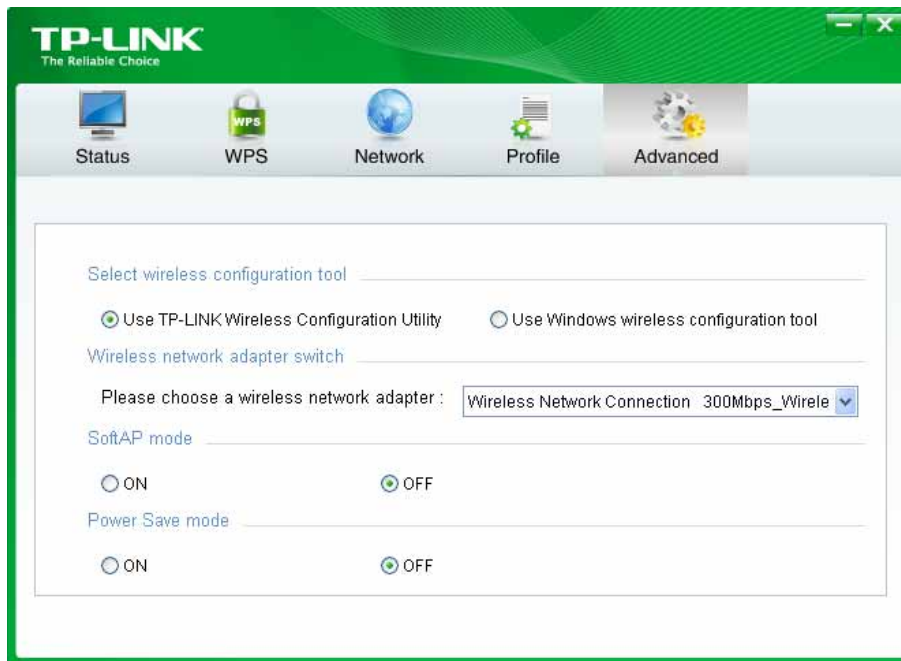 TP-LINK
The Reliable Choice
WPS
Status
WPS
Network
Profile
Advanced
Select wireless configuration tool
Use TP-LINK Wireless Configuration Utility
Use Windows wireless configuration tool
Wireless network adapter switch
Please choose a wireless network adapter :
Wireless Network Connection 300Mbps_Wirele
SoftAP mode
ON
OFF
Power Save mode
ON
OFF